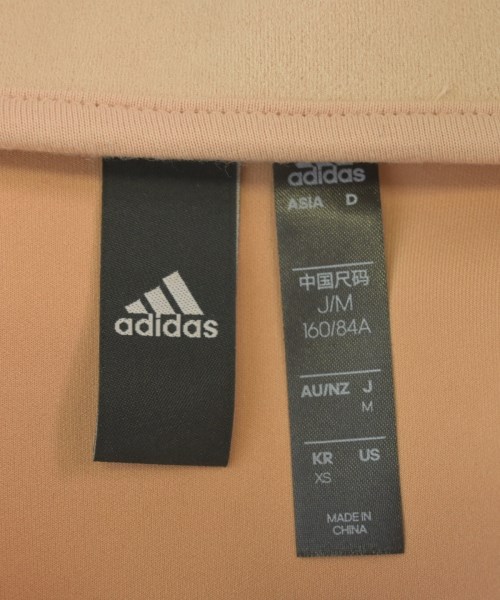 adidas
adidas
ASIA D
中国尺码
J/M
160/84A
AU/NZ J
M
KR US
XS
MADE IN
CHINA